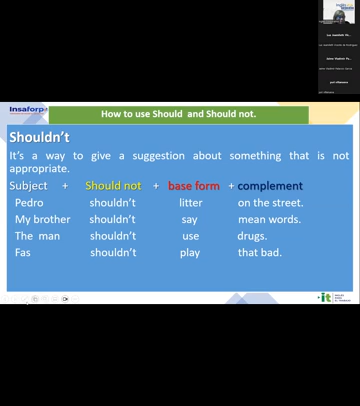 Insaforp
How to use Should and Should not.
Shouldn't
It's a way to give a suggestion about something that is not
appropriate.
Subject + Should not + base form + complement
Pedro shouldn't litter on the street.
My brother shouldn't say mean words.
The man shouldn't use drugs.
Fas shouldn't play that bad.
it